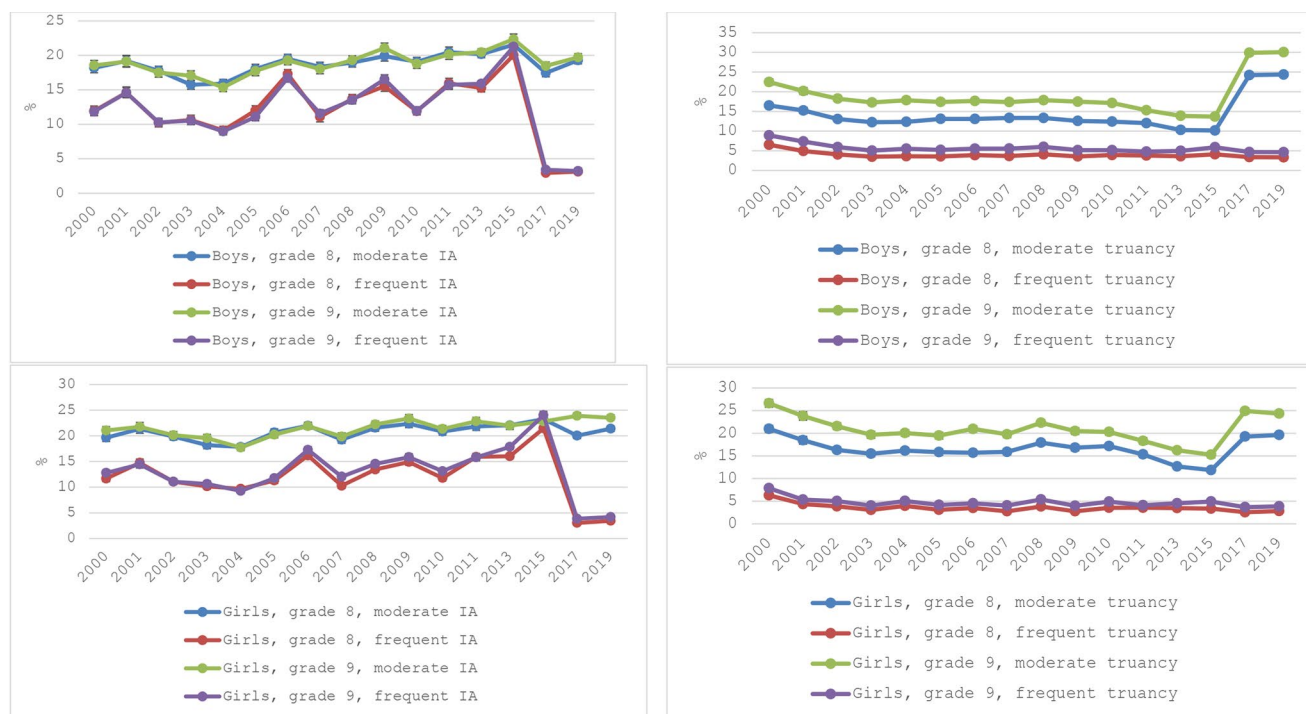 25
20
15
10
5
0
%
2000 2001 2002 2003 2004 2005 2006 2007 2008 2009 2010 2011 2013 2015 2017 2019
Boys, grade 8, moderate IA
Boys, grade 8, frequent IA
Boys, grade 9, moderate IA
Boys, grade 9, frequent IA
35
30
25
20
15
10
5
0
%
2000 2001 2002 2003 2004 2005 2006 2007 2008 2009 2010 2011 2013 2015 2017 2019
Boys, grade 8, moderate truancy
Boys, grade 8, frequent truancy
Boys, grade 9, moderate truancy
Boys, grade 9, frequent truancy
30
25
20
15
10
5
0
%
2000 2001 2002 2003 2004 2005 2006 2007 2008 2009 2010 2011 2013 2015 2017 2019
Girls, grade 8, moderate IA
Girls, grade 8, frequent IA
Girls, grade 9, moderate IA
Girls, grade 9, frequent IA
30
25
20
15
10
5
0
%
2000 2001 2002 2003 2004 2005 2006 2007 2008 2009 2010 2011 2013 2015 2017 2019
Girls, grade 8, moderate truancy
Girls, grade 8, frequent truancy
Girls, grade 9, moderate truancy
Girls, grade 9, frequent truancy